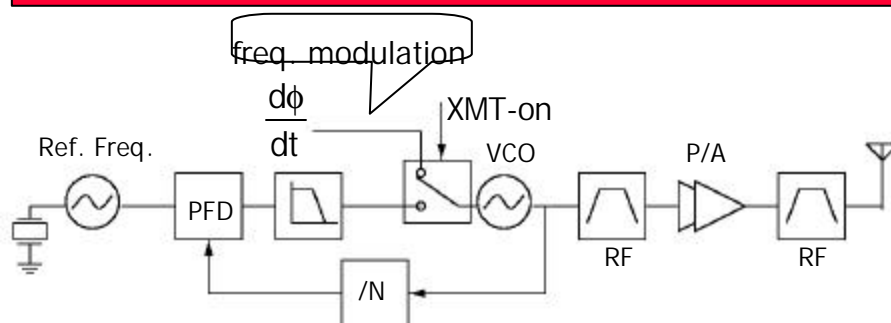 freq. modulation
dϕ
dt
XMT-on
Ref. Freq.
VCO
P/A
PFD
RF
RF
/N